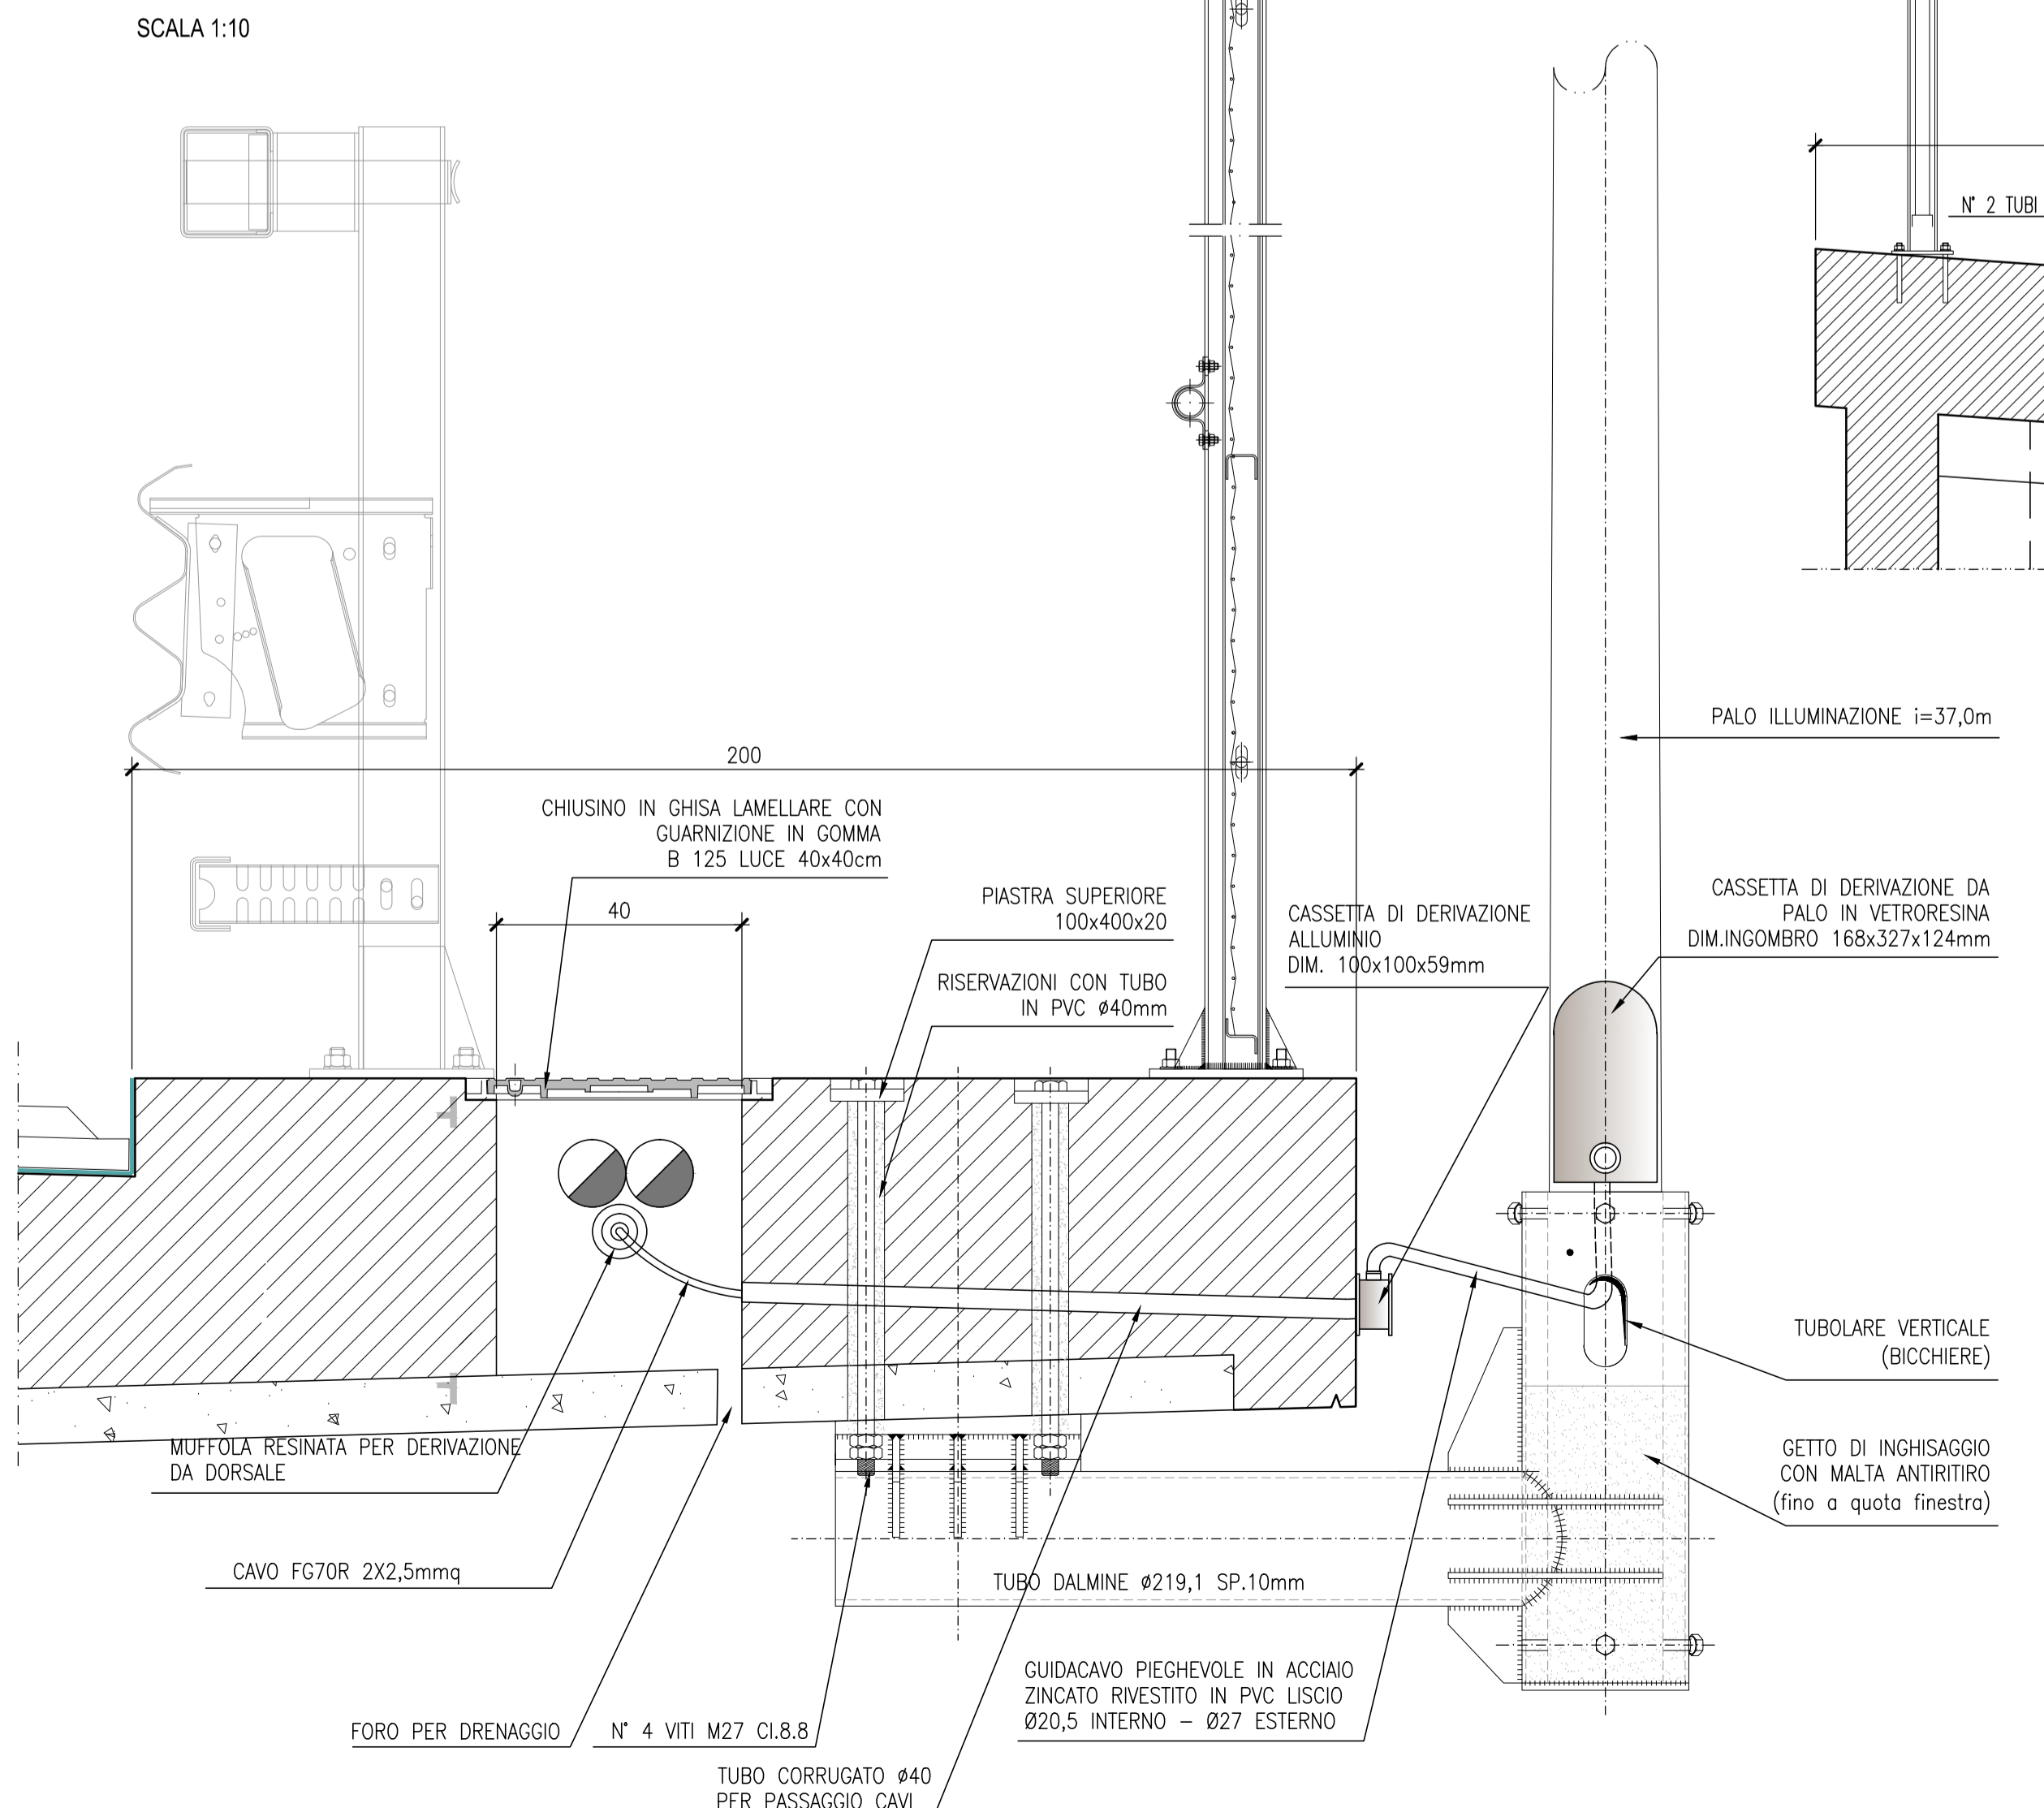 SCALA 1:10
N° 2 TUBI
PALO ILLUMINAZIONE i=37,0m
200
CHIUSINO IN GHISA LAMELLARE CON
GUARNIZIONE IN GOMMA
B 125 LUCE 40x40cm
40
PIASTRA SUPERIORE
100x400x20
RISERVAZIONI CON TUBO
IN PVC ø40mm
CASSETTA DI DERIVAZIONE
ALLUMINIO
DIM. 100x100x59mm
CASSETTA DI DERIVAZIONE DA
PALO IN VETRORESINA
DIM.INGOMBRO 168x327x124mm
TUBOLARE VERTICALE
(BICCHIERE)
GETTO DI INGHISAGGIO
CON MALTA ANTIRITIRO
(fino a quota finestra)
MUFFOLA RESINATA PER DERIVAZIONE
DA DORSALE
CAVO FG70R 2X2,5mmq
TUBO DALMINE ø219,1 SP.10mm
GUIDACAVO PIEGHEVOLE IN ACCIAIO
ZINCATO RIVESTITO IN PVC LISCIO
Ø20,5 INTERNO – Ø27 ESTERNO
FORO PER DRENAGGIO
N° 4 VITI M27 Cl.8.8
TUBO CORRUGATO ø40
PER PASSAGGIO CAVI